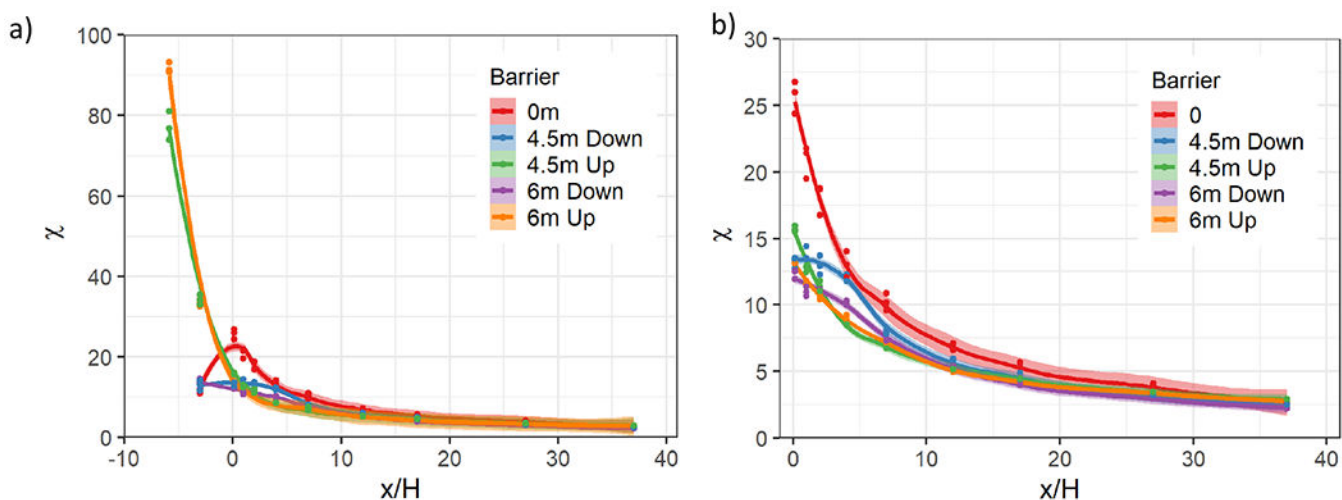 a)
100
80
60
40
20
0
χ
-10 0 10 20 30 40
x/H
Barrier
0m
4.5m Down
4.5m Up
6m Down
6m Up
b)
30
25
20
15
10
5
0
χ
0 10 20 30 40
x/H
Barrier
0
4.5m Down
4.5m Up
6m Down
6m Up